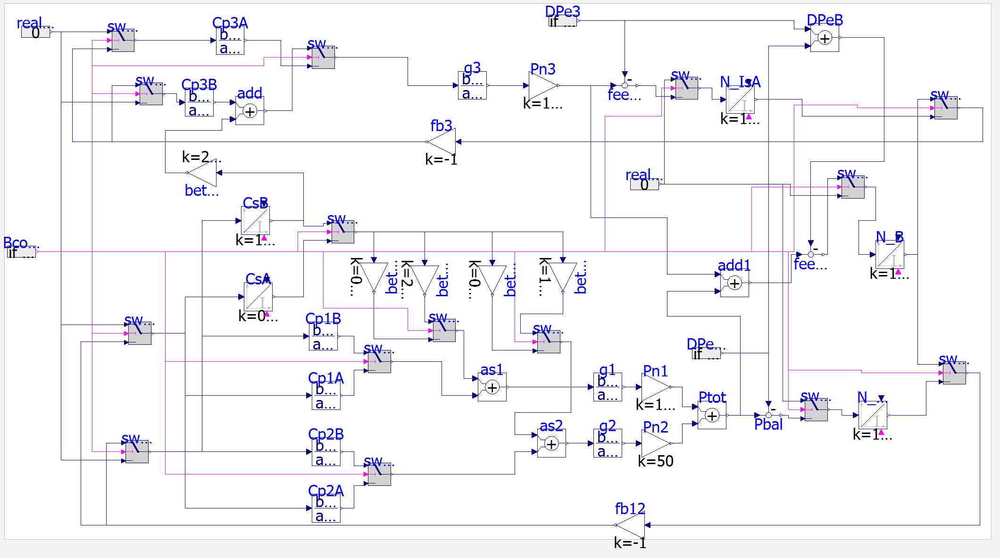 real...
0
sw...
Cp3A
b...
a...
sw...
DPe3
if ...
DPeB
+
sw...
Cp3B
b...
a...
add
+
g3
b...
a...
Pn3
k=1...
-
fee...
sw...
N_IsA
I
k=1...
sw...
fb3
k=-1
k=2...
bet...
real...
0
sw...
CsB
I
k=1...
sw...
Bco...
if ...
k=0...
bet...
k=2...
bet...
k=0...
bet...
k=1...
bet...
add1
+
-
fee...
N_B
I
k=1...
CsA
I
k=0...
sw...
Cp1B
b...
a...
sw...
sw...
sw...
DPe...
if ...
sw...
Cp1A
b...
a...
as1
+
g1
b...
a...
Pn1
k=1...
Ptot
+
-
Pbal
sw...
N_...
I
k=1...
sw...
Cp2B
b...
a...
sw...
as2
+
g2
b...
a...
Pn2
k=50
Cp2A
b...
a...
fb12
k=-1